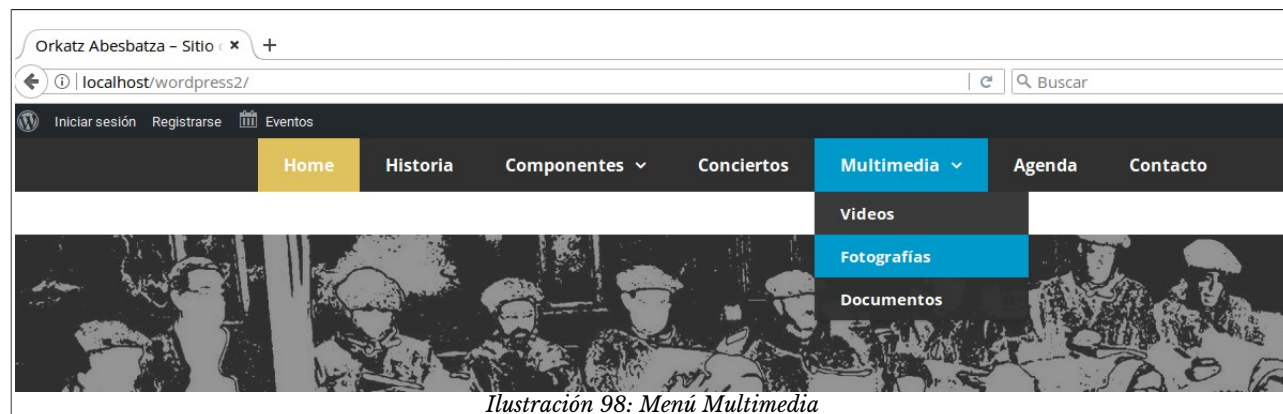 Orkatz Abesbatza – Sitio
localhost/wordpress2/
Buscar
Iniciar sesión Registrarse Eventos
Home Historia Componentes Conciertos Multimedia Agenda Contacto
Videos
Fotografías
Documentos
Ilustración 98: Menú Multimedia